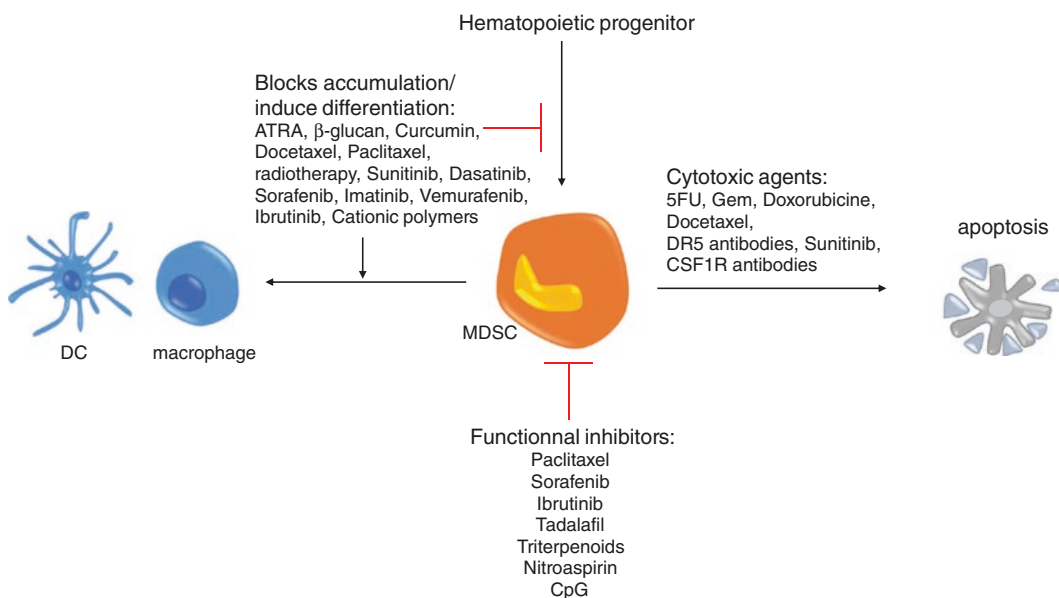 Hematopoietic progenitor
Blocks accumulation/
induce differentiation:
ATRA, β-glucan, Curcumin,
Docetaxel, Paclitaxel,
radiotherapy, Sunitinib, Dasatinib,
Sorafenib, Imatinib, Vemurafenib,
Ibrutinib, Cationic polymers
Cytotoxic agents:
5FU, Gem, Doxorubicine,
Docetaxel,
DR5 antibodies, Sunitinib,
CSF1R antibodies
apoptosis
DC
macrophage
MDSC
Functionnal inhibitors:
Paclitaxel
Sorafenib
Ibrutinib
Tadalafil
Triterpenoids
Nitroaspirin
CpG